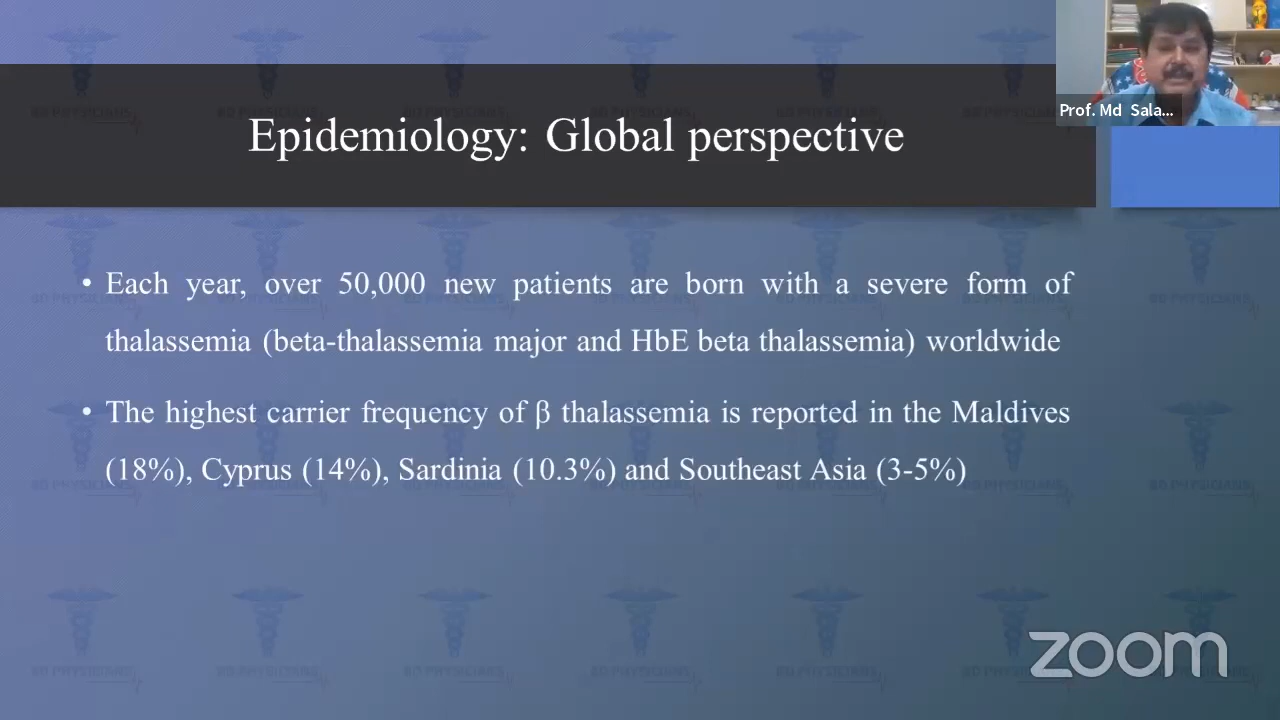 Prof. Md Sala...
Epidemiology: Global perspective
• Each year, over 50,000 new patients are born with a severe form of
thalassemia (beta-thalassemia major and HbE beta thalassemia) worldwide
• The highest carrier frequency of β thalassemia is reported in the Maldives
(18%), Cyprus (14%), Sardinia (10.3%) and Southeast Asia (3-5%)
BD PHYSICIANS
zoom